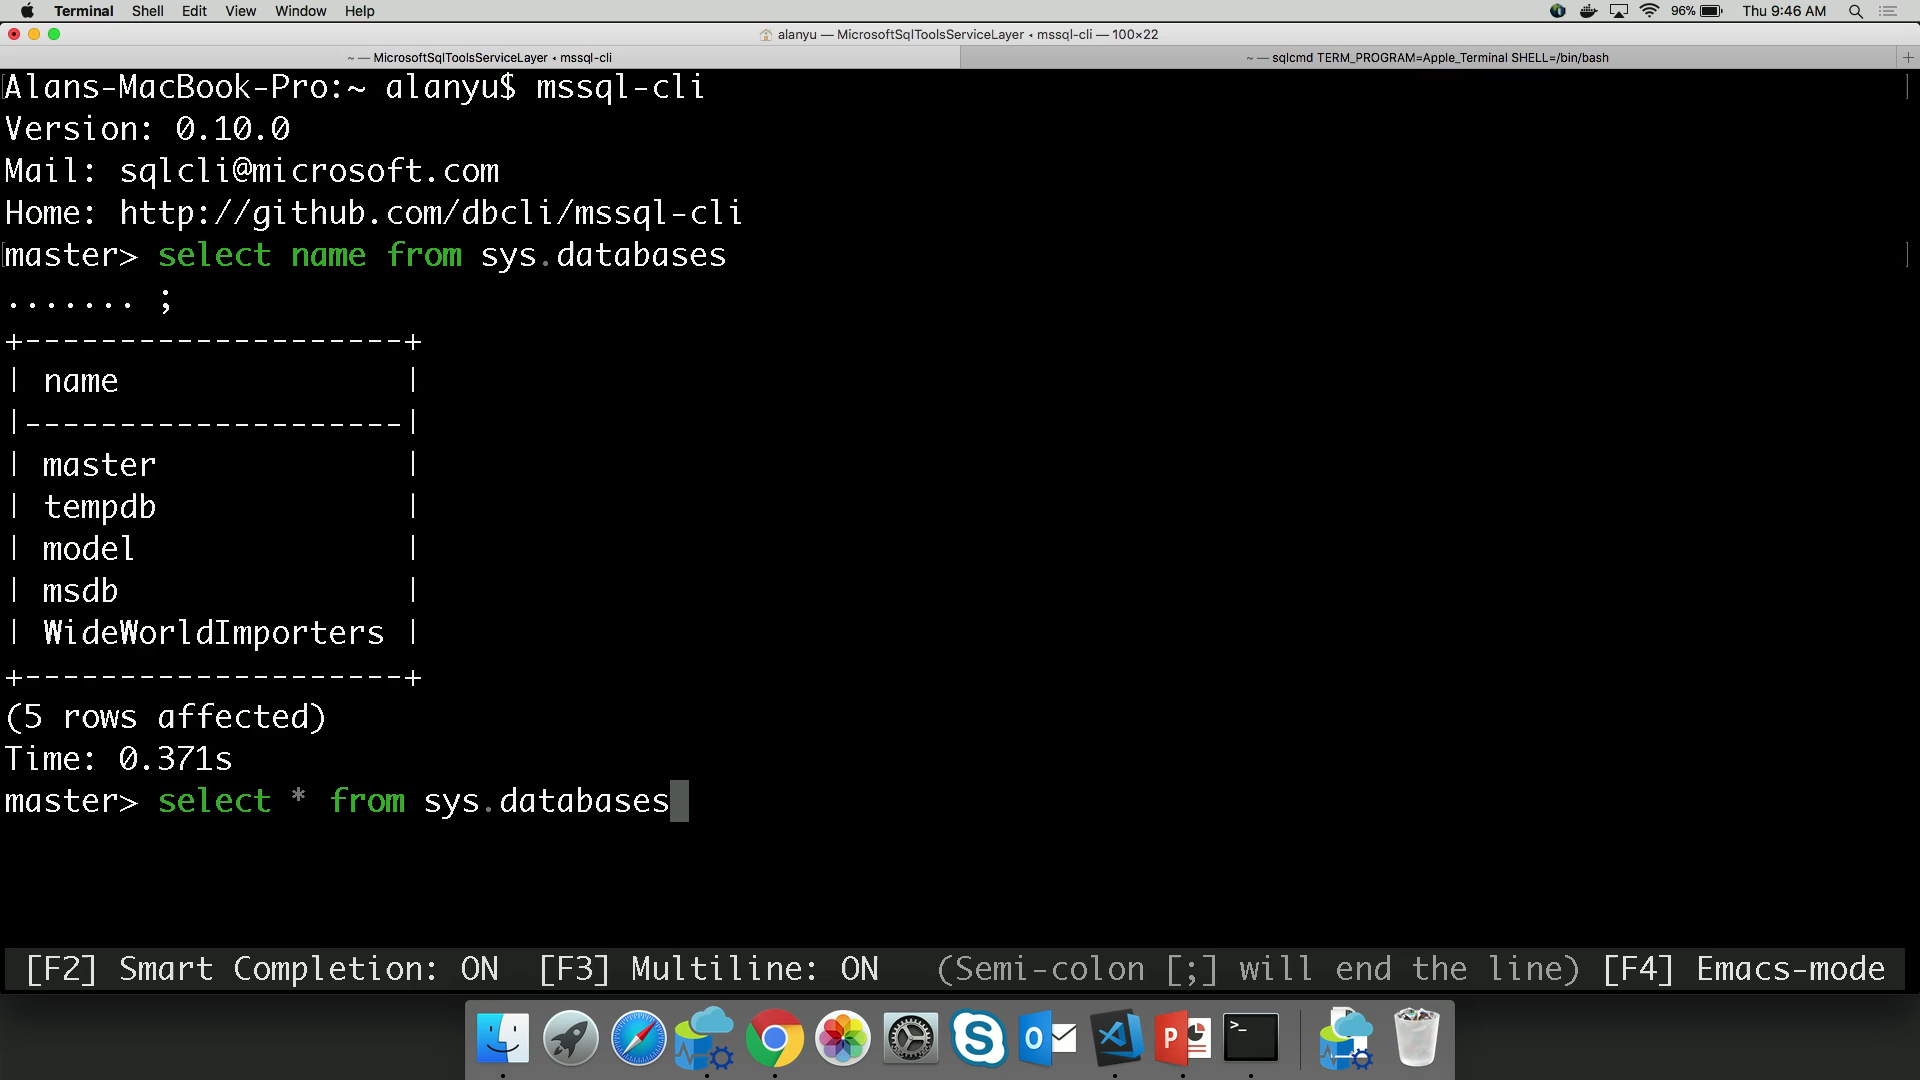 Terminal Shell Edit View Window Help 96% Thu 9:46 AM
alanyu — MicrosoftSqlToolsServiceLayer ◂ mssql-cli — 100×22
~ — MicrosoftSqlToolsServiceLayer ◂ mssql-cli ~ — sqlcmd TERM_PROGRAM=Apple_Terminal SHELL=/bin/bash
Alans-MacBook-Pro:~ alanyu$ mssql-cli
Version: 0.10.0
Mail: sqlcli@microsoft.com
Home: http://github.com/dbcli/mssql-cli
master> select name from sys.databases
....... ;
+--------------------+
| name               |
|--------------------|
| master             |
| tempdb             |
| model              |
| msdb               |
| WideWorldImporters |
+--------------------+
(5 rows affected)
Time: 0.371s
master> select * from sys.databases
[F2] Smart Completion: ON [F3] Multiline: ON (Semi-colon [;] will end the line) [F4] Emacs-mode